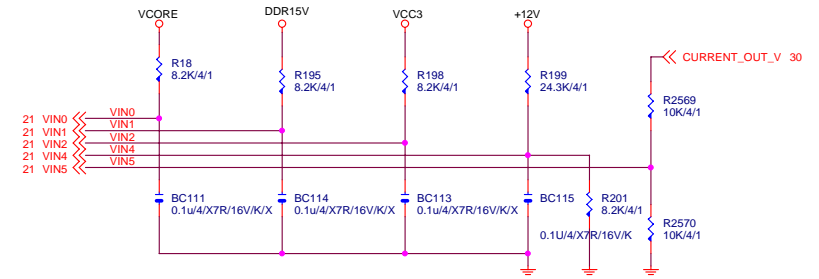 VCORE
DDR15V
VCC3
+12V
R18
8.2K/4/1
R195
8.2K/4/1
R198
8.2K/4/1
R199
24.3K/4/1
CURRENT_OUT_V 30
R2569
10K/4/1
21 VIN0
VIN0
21 VIN1
VIN1
21 VIN2
VIN2
21 VIN4
VIN4
21 VIN5
VIN5
BC111
0.1u/4/X7R/16V/K/X
BC114
0.1u/4/X7R/16V/K/X
BC113
0.1u/4/X7R/16V/K/X
BC115
0.1U/4/X7R/16V/K
R201
8.2K/4/1
R2570
10K/4/1